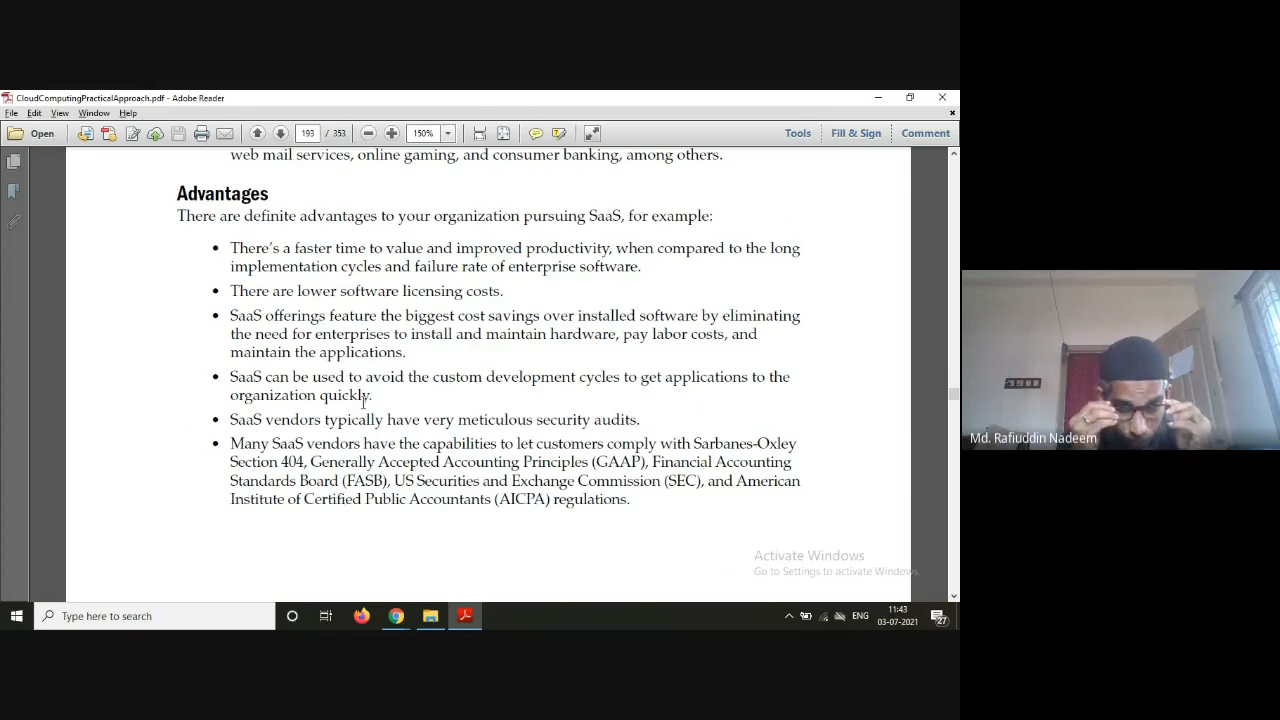 CloudComputingPracticalApproach.pdf - Adobe Reader
File Edit View Window Help
Open 193 / 353 150% Tools Fill & Sign Comment
web mail services, online gaming, and consumer banking, among others.
Advantages
There are definite advantages to your organization pursuing SaaS, for example:
• There's a faster time to value and improved productivity, when compared to the long
implementation cycles and failure rate of enterprise software.
• There are lower software licensing costs.
• SaaS offerings feature the biggest cost savings over installed software by eliminating
the need for enterprises to install and maintain hardware, pay labor costs, and
maintain the applications.
• SaaS can be used to avoid the custom development cycles to get applications to the
organization quickly.
• SaaS vendors typically have very meticulous security audits.
• Many SaaS vendors have the capabilities to let customers comply with Sarbanes-Oxley
Section 404, Generally Accepted Accounting Principles (GAAP), Financial Accounting
Standards Board (FASB), US Securities and Exchange Commission (SEC), and American
Institute of Certified Public Accountants (AICPA) regulations.
Activate Windows
Go to Settings to activate Windows.
Type here to search
ENG
11:43
03-07-2021
27
Md. Rafiuddin Nadeem